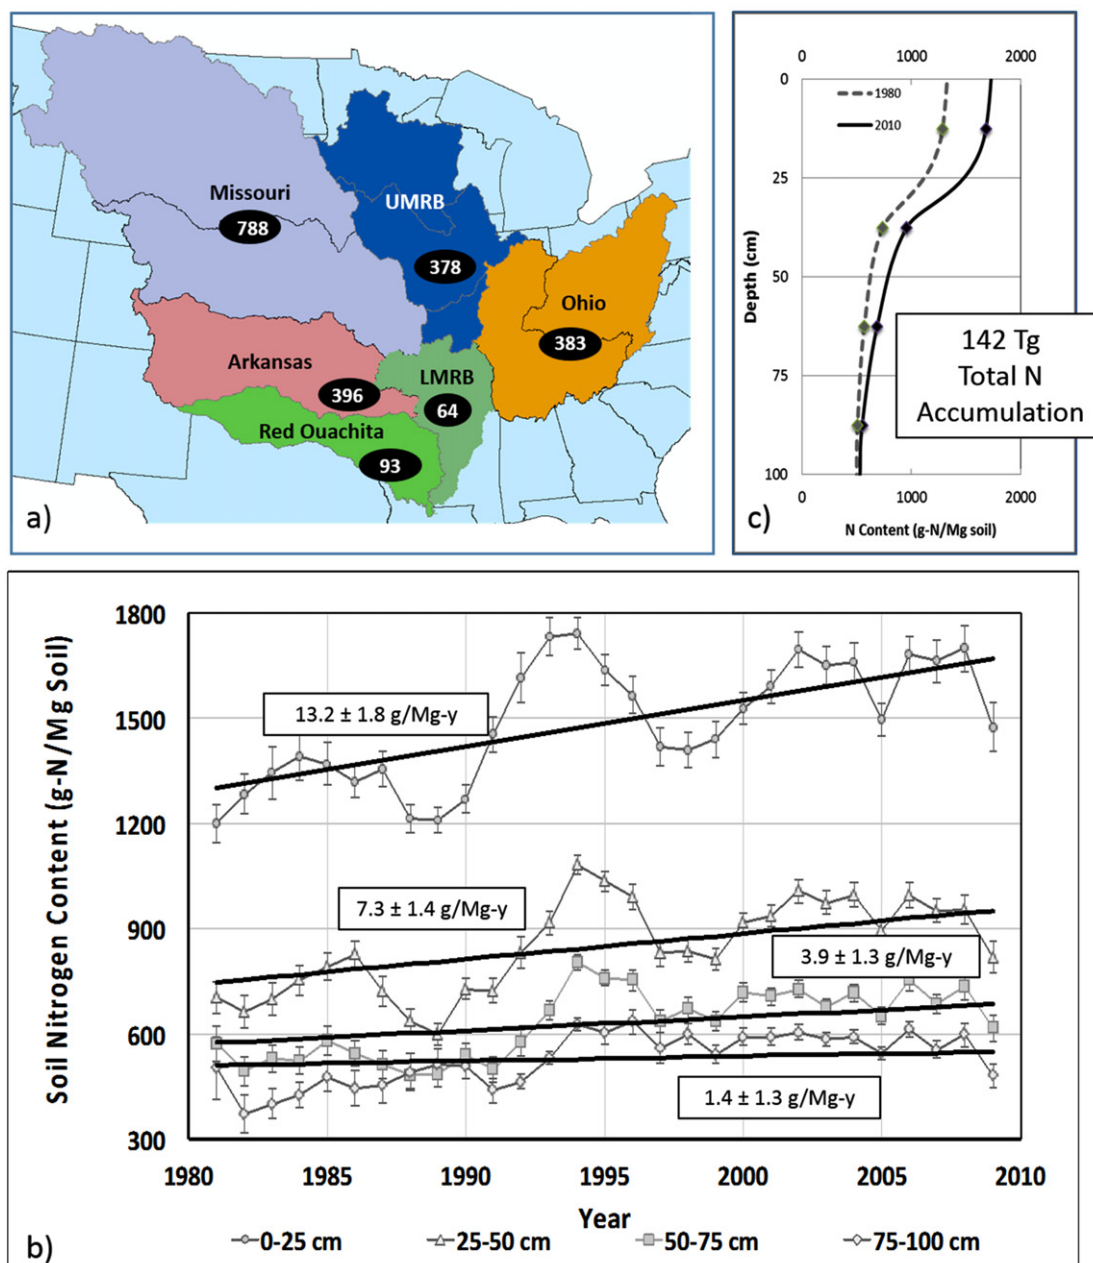 Missouri
788
UMRB
378
Ohio
383
Arkansas
396
LMRB
64
Red Ouachita
93
a)
0 1000 2000
0
25
50
75
100
Depth (cm)
1980
2010
142 Tg
Total N
Accumulation
0 1000 2000
N Content (g-N/Mg soil)
c)
Soil Nitrogen Content (g-N/Mg Soil)
1800
1500
1200
900
600
300
13.2 ± 1.8 g/Mg-y
7.3 ± 1.4 g/Mg-y
3.9 ± 1.3 g/Mg-y
1.4 ± 1.3 g/Mg-y
1980 1985 1990 1995 2000 2005 2010
Year
b)
0-25 cm 25-50 cm 50-75 cm 75-100 cm